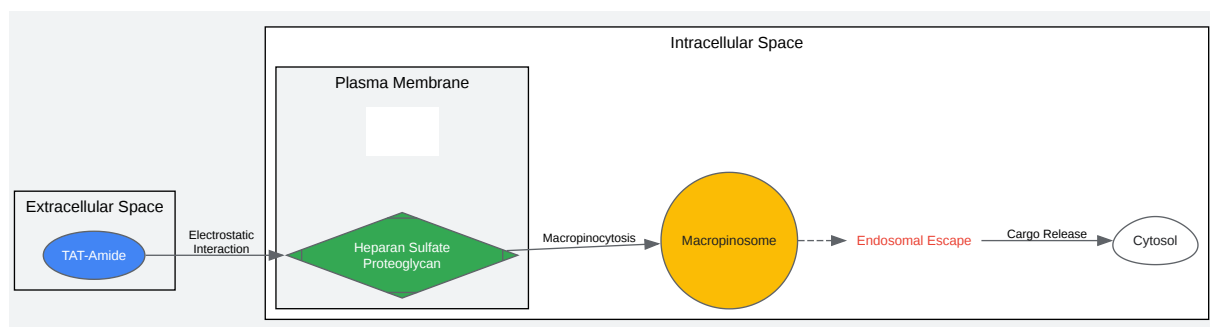 Intracellular Space
Plasma Membrane
Extracellular Space
TAT-Amide
Electrostatic
Interaction
Heparan Sulfate
Proteoglycan
Macropinocytosis
Macropinosome
Endosomal Escape
Cargo Release
Cytosol